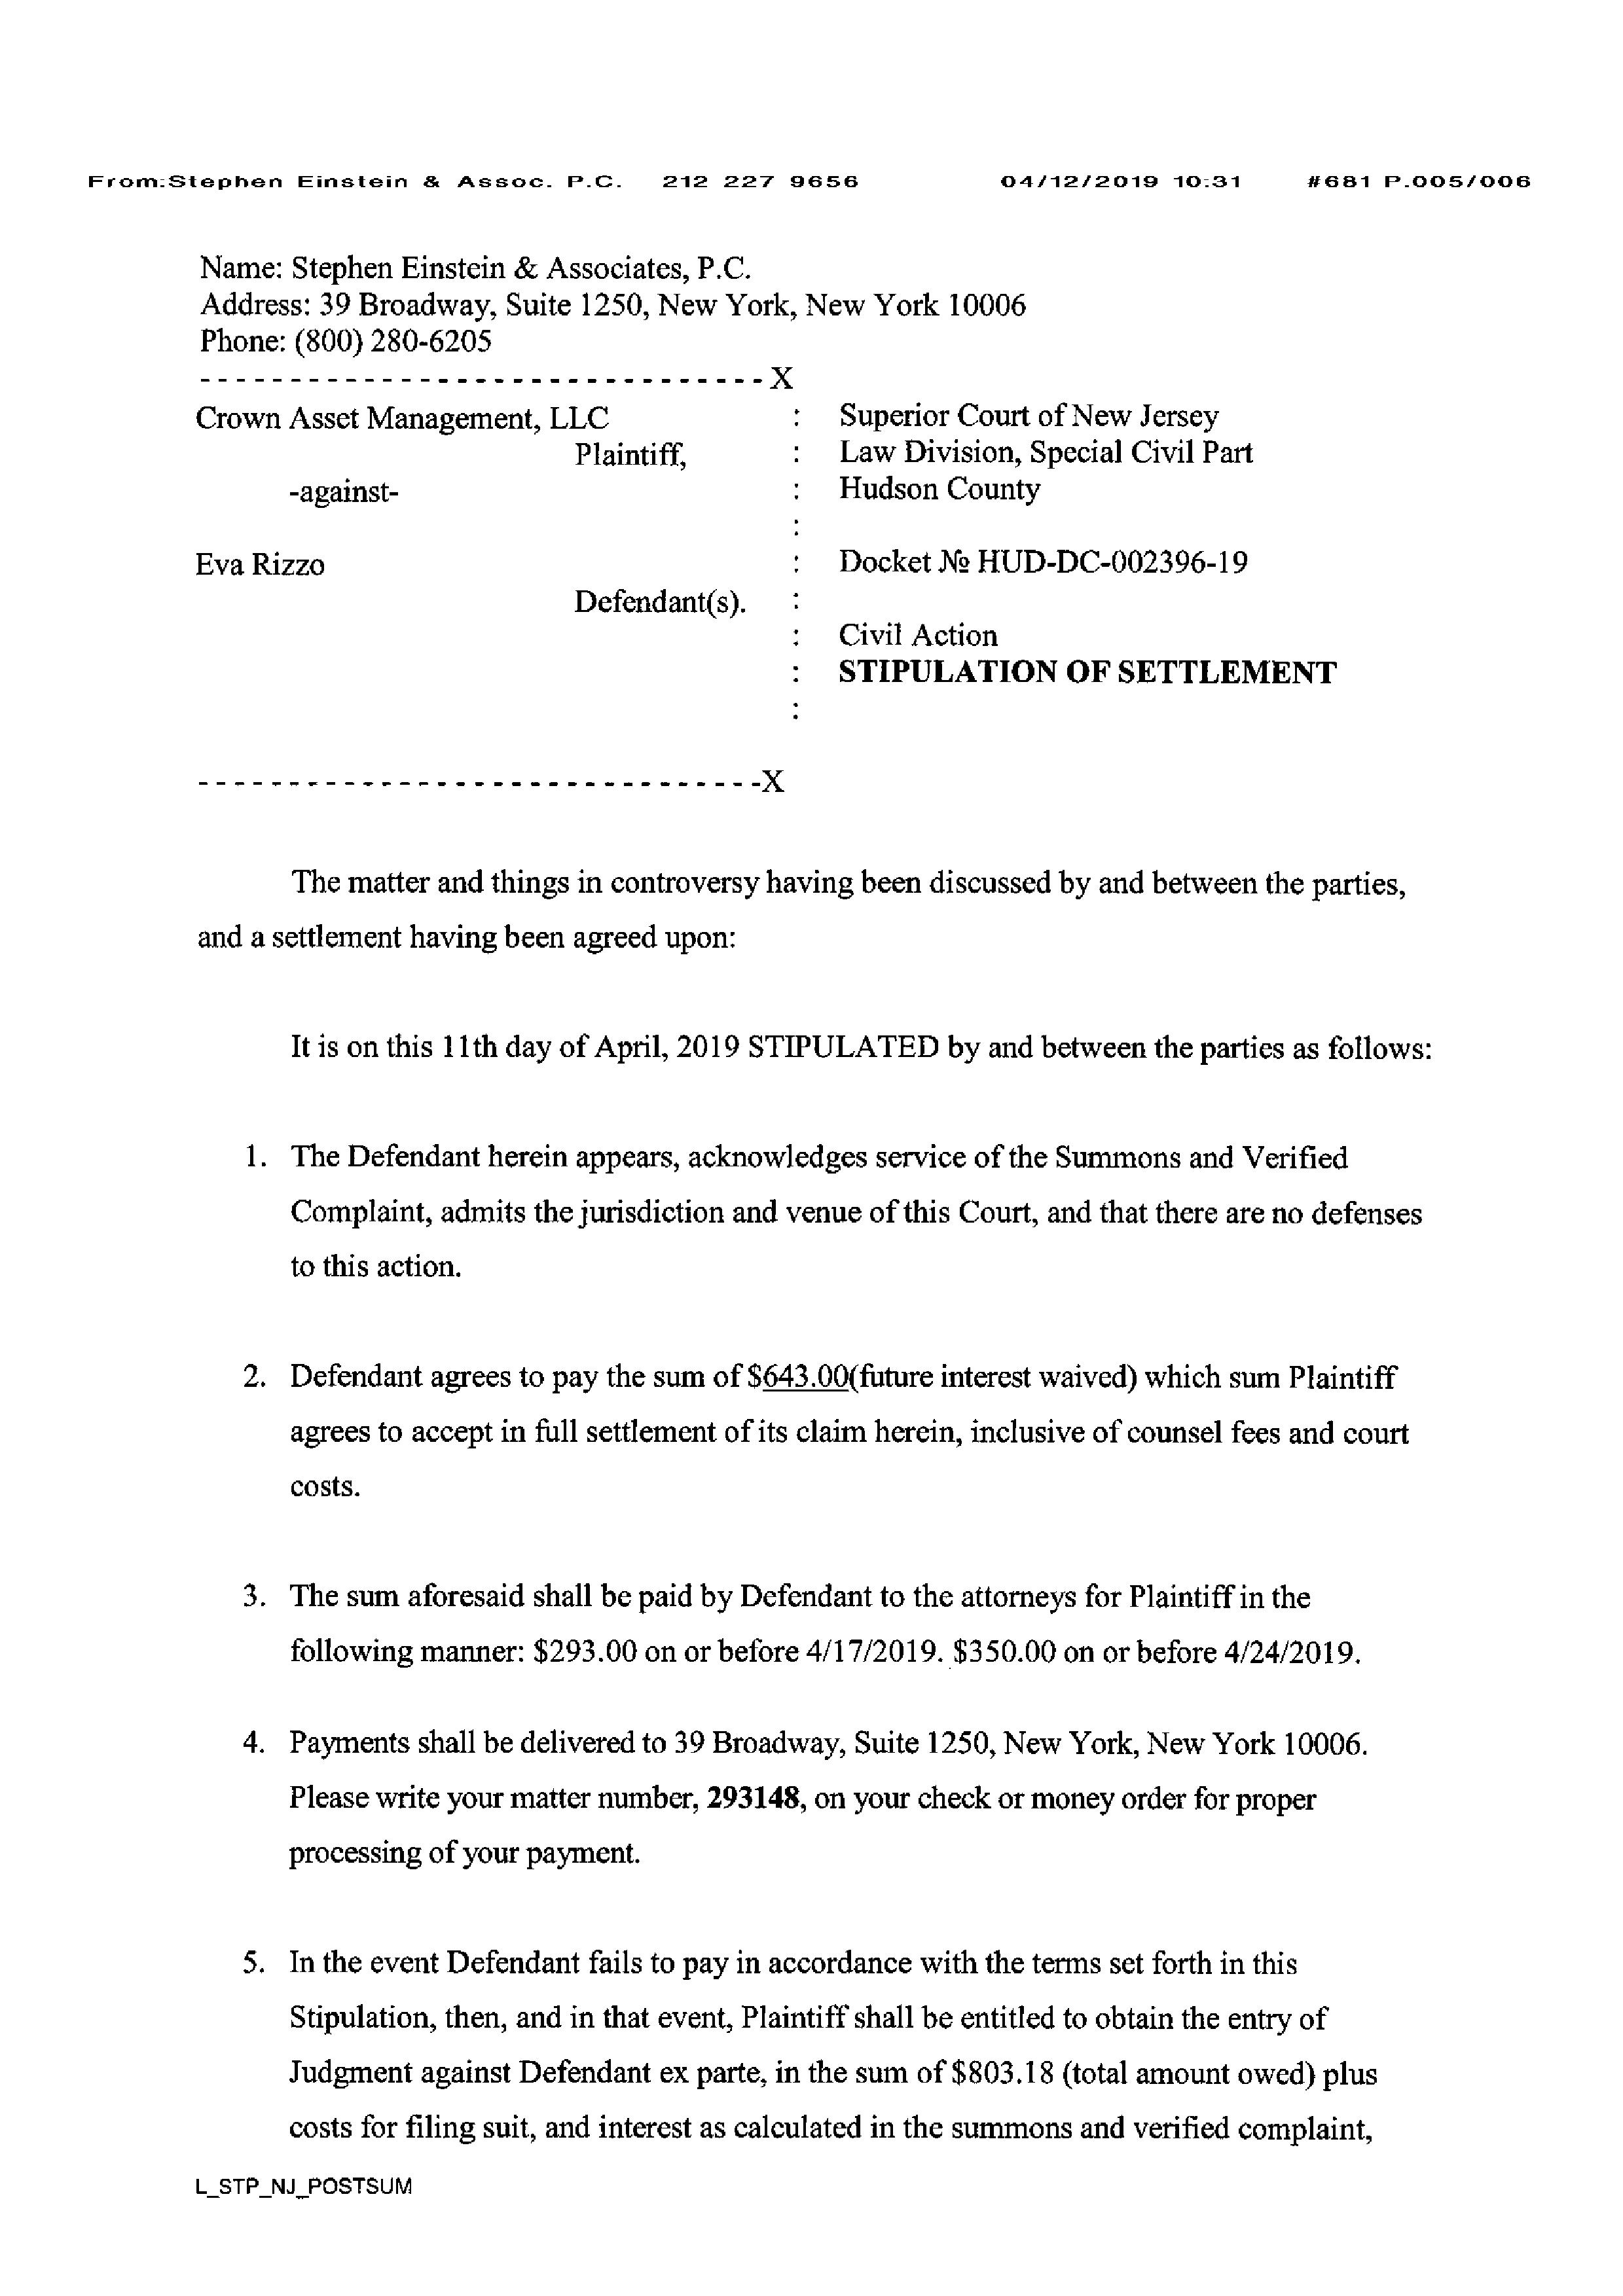 From:Stephen Einstein & Assoc. P.C. 212 227 9656 04/12/2019 10:31 #681 P.005/006
Name: Stephen Einstein & Associates, P.C.
Address: 39 Broadway, Suite 1250, New York, New York 10006
Phone: (800) 280-6205
- - - - - - - - - - - - - - - - - - - - - - - - - - - - - - - X
Crown Asset Management, LLC : Superior Court of New Jersey
Plaintiff, : Law Division, Special Civil Part
-against- : Hudson County
:
Eva Rizzo : Docket № HUD-DC-002396-19
Defendant(s). :
: Civil Action
: STIPULATION OF SETTLEMENT
:
- - - - - - - - - - - - - - - - - - - - - - - - - - - - - - -X
The matter and things in controversy having been discussed by and between the parties,
and a settlement having been agreed upon:
It is on this 11th day of April, 2019 STIPULATED by and between the parties as follows:
1. The Defendant herein appears, acknowledges service of the Summons and Verified
Complaint, admits the jurisdiction and venue of this Court, and that there are no defenses
to this action.
2. Defendant agrees to pay the sum of $643.00(future interest waived) which sum Plaintiff
agrees to accept in full settlement of its claim herein, inclusive of counsel fees and court
costs.
3. The sum aforesaid shall be paid by Defendant to the attorneys for Plaintiff in the
following manner: $293.00 on or before 4/17/2019. $350.00 on or before 4/24/2019.
4. Payments shall be delivered to 39 Broadway, Suite 1250, New York, New York 10006.
Please write your matter number, 293148, on your check or money order for proper
processing of your payment.
5. In the event Defendant fails to pay in accordance with the terms set forth in this
Stipulation, then, and in that event, Plaintiff shall be entitled to obtain the entry of
Judgment against Defendant ex parte, in the sum of $803.18 (total amount owed) plus
costs for filing suit, and interest as calculated in the summons and verified complaint,
L_STP_NJ_POSTSUM